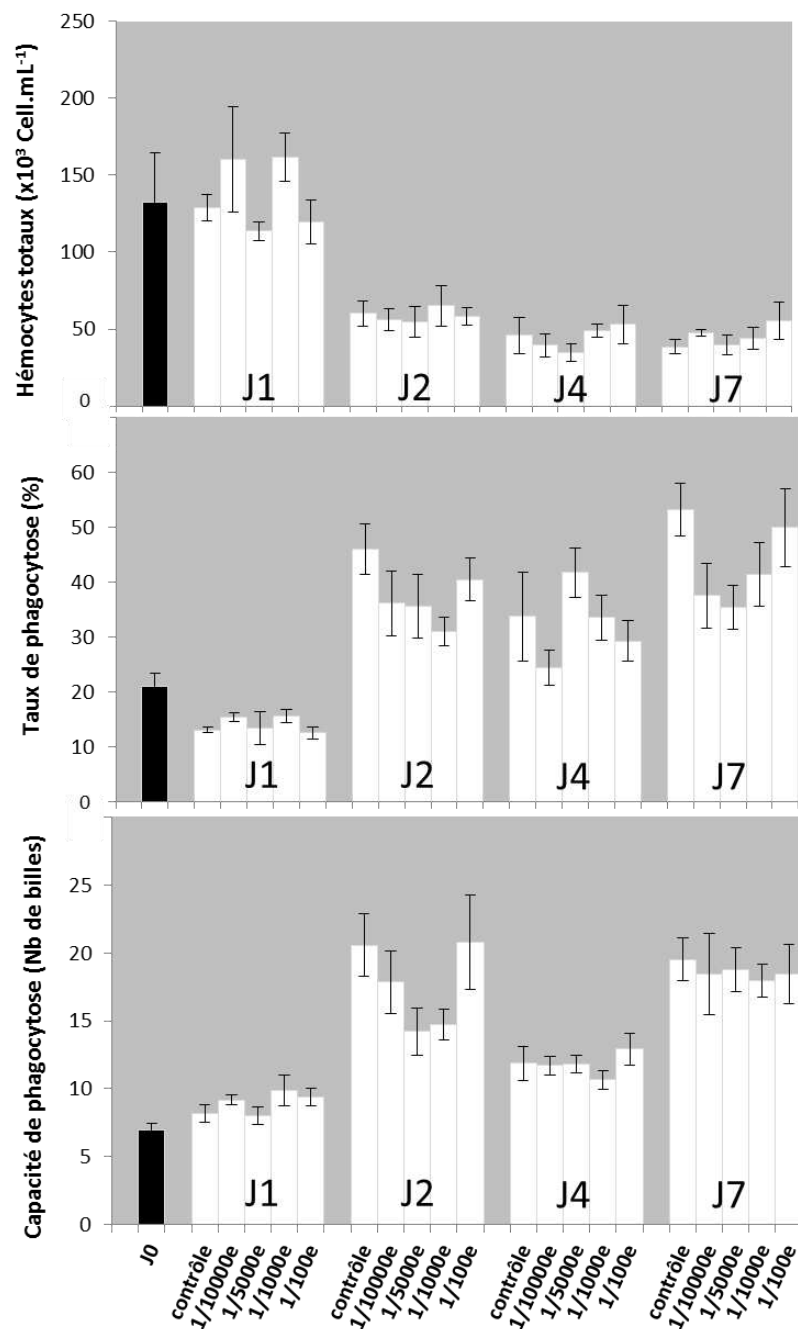 Hémocytes totaux (x10³ Cell.mL⁻¹)
250
200
150
100
50
0
J1
J2
J4
J7
Taux de phagocytose (%)
60
50
40
30
20
10
0
J1
J2
J4
J7
Capacité de phagocytose (Nb de billes)
25
20
15
10
5
0
J1
J2
J4
J7
J0
contrôle
1/10000e
1/5000e
1/1000e
1/100e
contrôle
1/10000e
1/5000e
1/1000e
1/100e
contrôle
1/10000e
1/5000e
1/1000e
1/100e
contrôle
1/10000e
1/5000e
1/1000e
1/100e